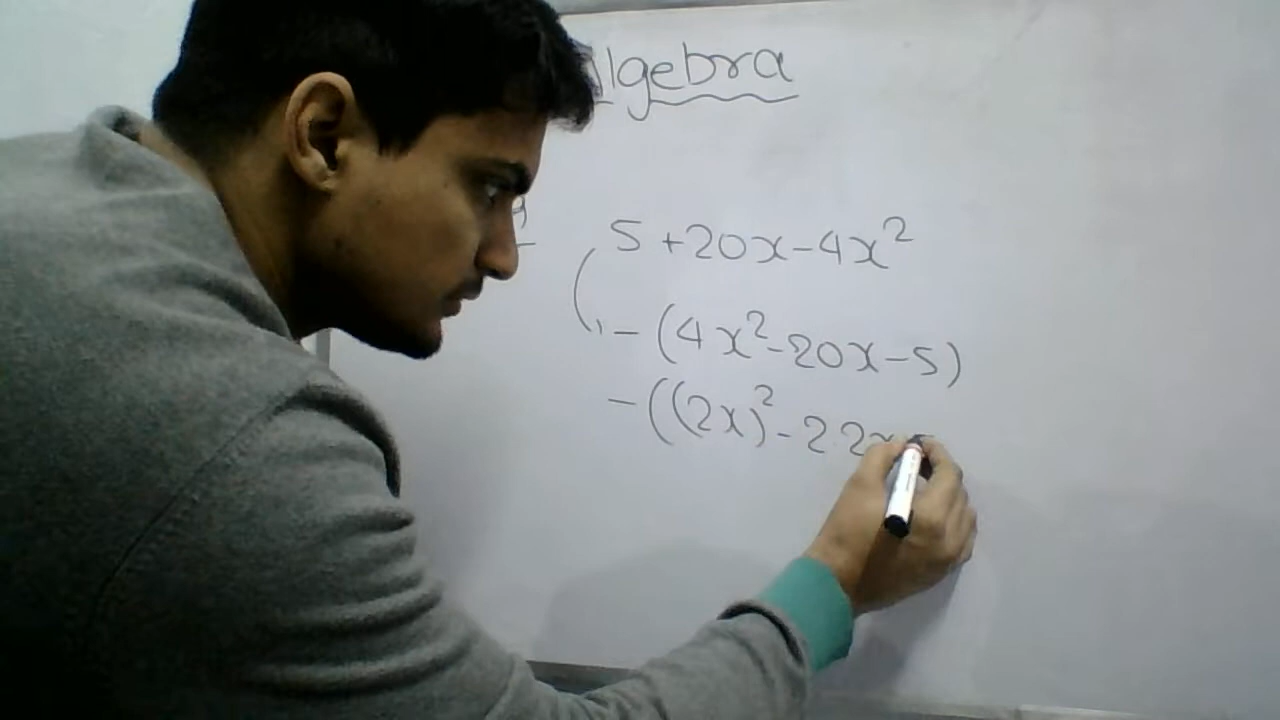 lgebra
5 + 20x - 4x²
- (4x² - 20x - 5)
- ((2x)² - 2.2x